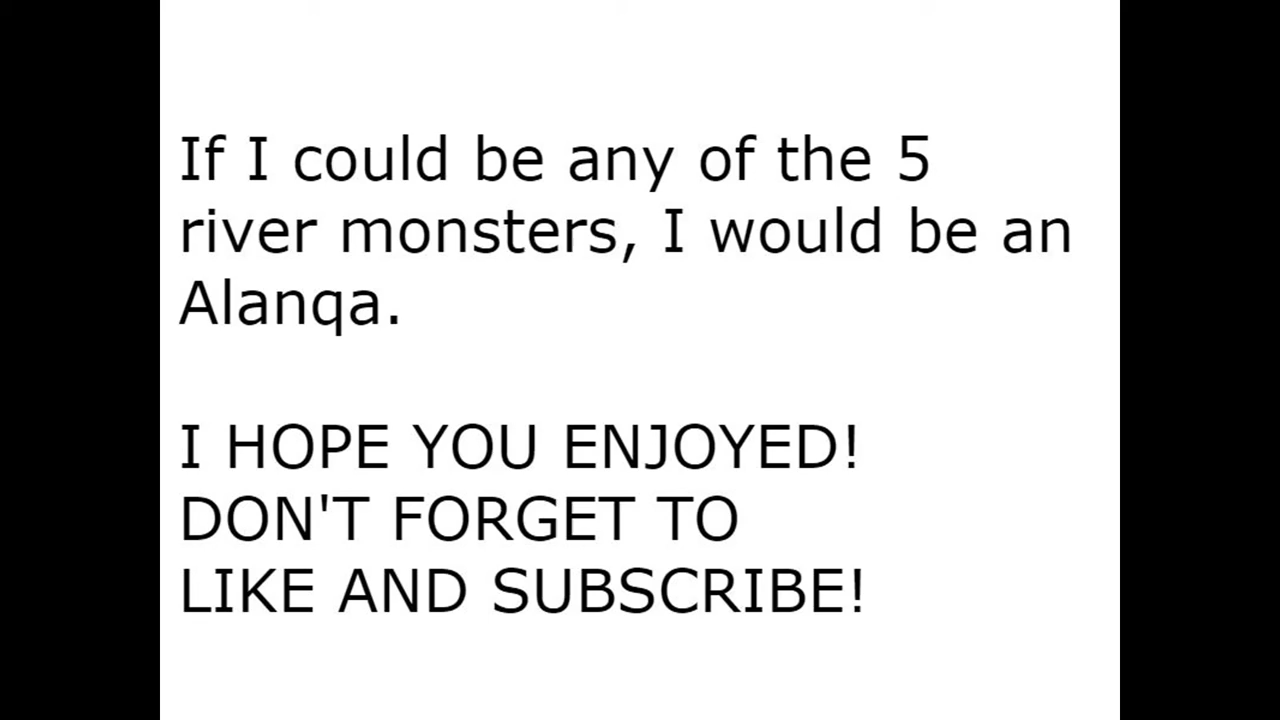 If I could be any of the 5
river monsters, I would be an
Alanqa.
I HOPE YOU ENJOYED!
DON'T FORGET TO
LIKE AND SUBSCRIBE!